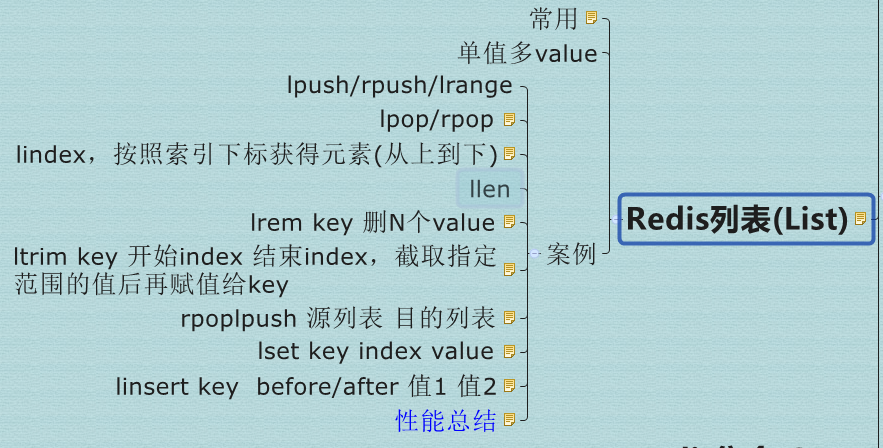 常用
单值多value
lpush/rpush/lrange
lpop/rpop
lindex，按照索引下标获得元素(从上到下)
llen
lrem key 删N个value
ltrim key 开始index 结束index，截取指定
范围的值后再赋值给key
rpoplpush 源列表 目的列表
lset key index value
linsert key  before/after 值1 值2
性能总结
案例
Redis列表(List)